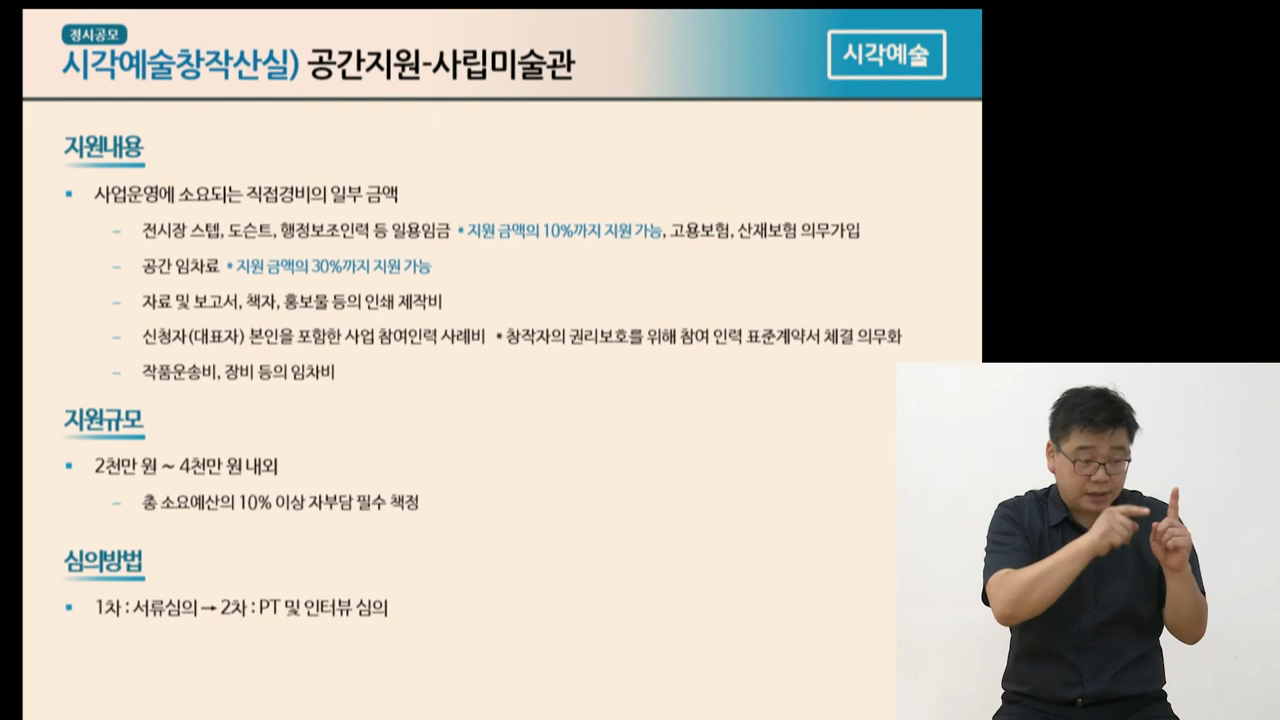 정시공모
시각예술창작산실) 공간지원-사립미술관
시각예술
지원내용
▪ 사업운영에 소요되는 직접경비의 일부 금액
– 전시장 스텝, 도슨트, 행정보조인력 등 일용임금 * 지원 금액의 10%까지 지원 가능, 고용보험, 산재보험 의무가입
– 공간 임차료 * 지원 금액의 30%까지 지원 가능
– 자료 및 보고서, 책자, 홍보물 등의 인쇄 제작비
– 신청자(대표자) 본인을 포함한 사업 참여인력 사례비 * 창작자의 권리보호를 위해 참여 인력 표준계약서 체결 의무화
– 작품운송비, 장비 등의 임차비
지원규모
▪ 2천만 원 ~ 4천만 원 내외
– 총 소요예산의 10% 이상 자부담 필수 책정
심의방법
▪ 1차 : 서류심의 → 2차 : PT 및 인터뷰 심의